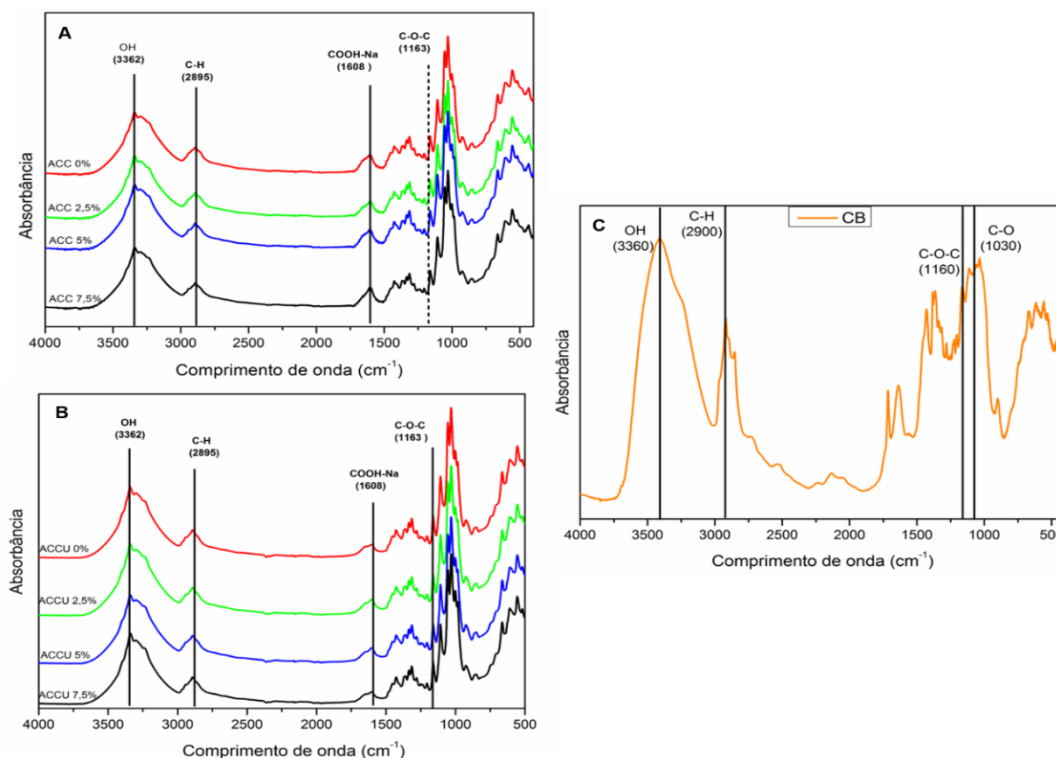 A
OH
(3362)
C-H
(2895)
COOH-Na
(1608 )
C-O-C
(1163)
ACC 0%
ACC 2,5%
ACC 5%
ACC 7,5%
Absorbância
4000 3500 3000 2500 2000 1500 1000 500
Comprimento de onda (cm⁻¹)
B
OH
(3362)
C-H
(2895)
COOH-Na
(1608)
C-O-C
(1163 )
ACCU 0%
ACCU 2,5%
ACCU 5%
ACCU 7,5%
Absorbância
4000 3500 3000 2500 2000 1500 1000 500
Comprimento de onda (cm⁻¹)
C
CB
OH
(3360)
C-H
(2900)
C-O-C
(1160)
C-O
(1030)
Absorbância
4000 3500 3000 2500 2000 1500 1000 500
Comprimento de onda (cm⁻¹)